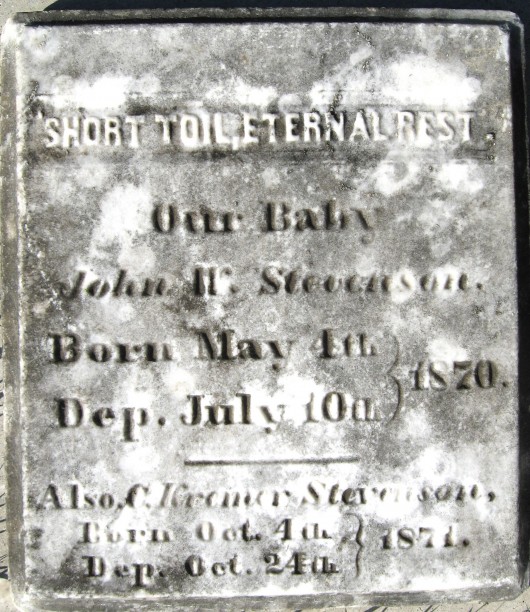 SHORT TOIL, ETERNAL REST.
Our Baby
John W. Stevenson.
Born May 4th
Dep. July 10th } 1870.
Also, C. Kremer Stevenson,
Born Oct. 4th
Dep. Oct. 24th } 1871.